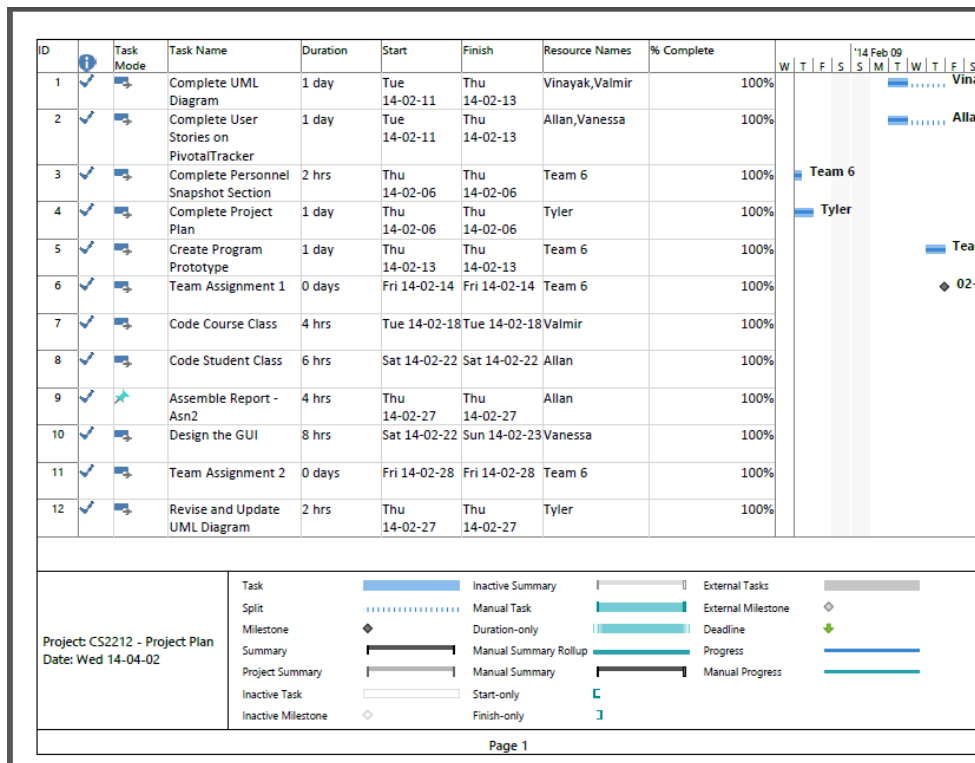 ID Task Mode Task Name Duration Start Finish Resource Names % Complete
'14 Feb 09
W T F S S M T W T F S
1 Complete UML Diagram 1 day Tue 14-02-11 Thu 14-02-13 Vinayak,Valmir 100%
2 Complete User Stories on PivotalTracker 1 day Tue 14-02-11 Thu 14-02-13 Allan,Vanessa 100%
3 Complete Personnel Snapshot Section 2 hrs Thu 14-02-06 Thu 14-02-06 Team 6 100% Team 6
4 Complete Project Plan 1 day Thu 14-02-06 Thu 14-02-06 Tyler 100% Tyler
5 Create Program Prototype 1 day Thu 14-02-13 Thu 14-02-13 Team 6 100%
6 Team Assignment 1 0 days Fri 14-02-14 Fri 14-02-14 Team 6 100% 02-
7 Code Course Class 4 hrs Tue 14-02-18 Tue 14-02-18 Valmir 100%
8 Code Student Class 6 hrs Sat 14-02-22 Sat 14-02-22 Allan 100%
9 Assemble Report - Asn2 4 hrs Thu 14-02-27 Thu 14-02-27 Allan 100%
10 Design the GUI 8 hrs Sat 14-02-22 Sun 14-02-23 Vanessa 100%
11 Team Assignment 2 0 days Fri 14-02-28 Fri 14-02-28 Team 6 100%
12 Revise and Update UML Diagram 2 hrs Thu 14-02-27 Thu 14-02-27 Tyler 100%
Project: CS2212 - Project Plan
Date: Wed 14-04-02
Task
Split
Milestone
Summary
Project Summary
Inactive Task
Inactive Milestone
Inactive Summary
Manual Task
Duration-only
Manual Summary Rollup
Manual Summary
Start-only
Finish-only
External Tasks
External Milestone
Deadline
Progress
Manual Progress
Page 1